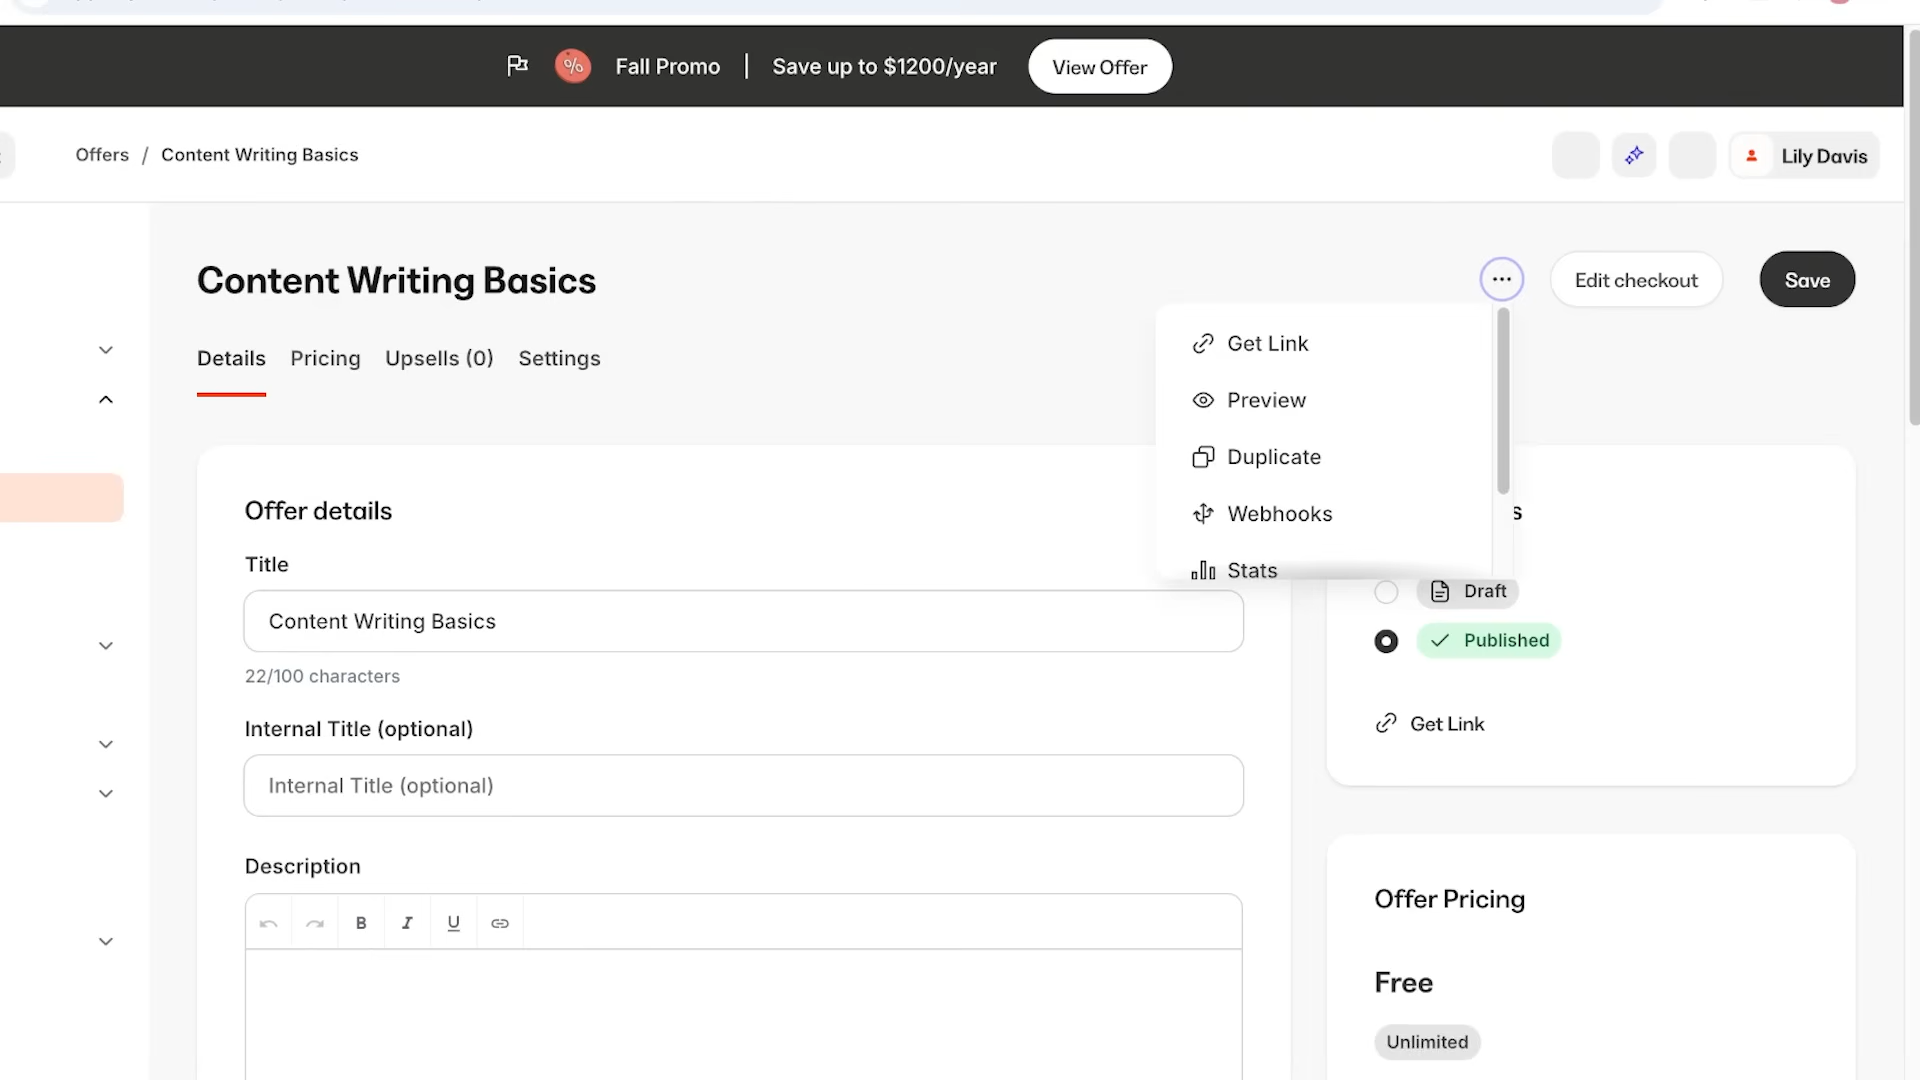 Fall Promo | Save up to $1200/year View Offer
Offers / Content Writing Basics
Lily Davis
Content Writing Basics
Edit checkout
Save
Details Pricing Upsells (0) Settings
Get Link
Preview
Duplicate
Webhooks
Stats
Offer details
Title
Content Writing Basics
22/100 characters
Internal Title (optional)
Internal Title (optional)
Description
B I U
s
Draft
Published
Get Link
Offer Pricing
Free
Unlimited